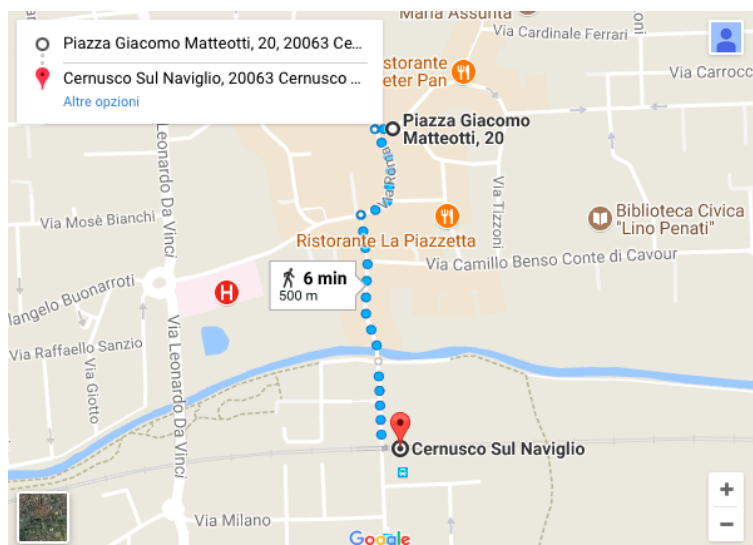 Maria Assunta
Via Cardinale Ferrari
Piazza Giacomo Matteotti, 20, 20063 Ce...
Cernusco Sul Naviglio, 20063 Cernusco ...
Altre opzioni
Via Carrocc
Piazza Giacomo
Matteotti, 20
Via Roma
Leonardo Da Vinci
Via Tizzoni
Via Mosè Bianchi
Biblioteca Civica
"Lino Penati"
Ristorante La Piazzetta
Via Camillo Benso Conte di Cavour
6 min
500 m
H
elangelo Buonarroti
Via Raffaello Sanzio
Via Giotto
Via Leonardo Da Vinci
Cernusco Sul Naviglio
Via Milano
Google
+
−